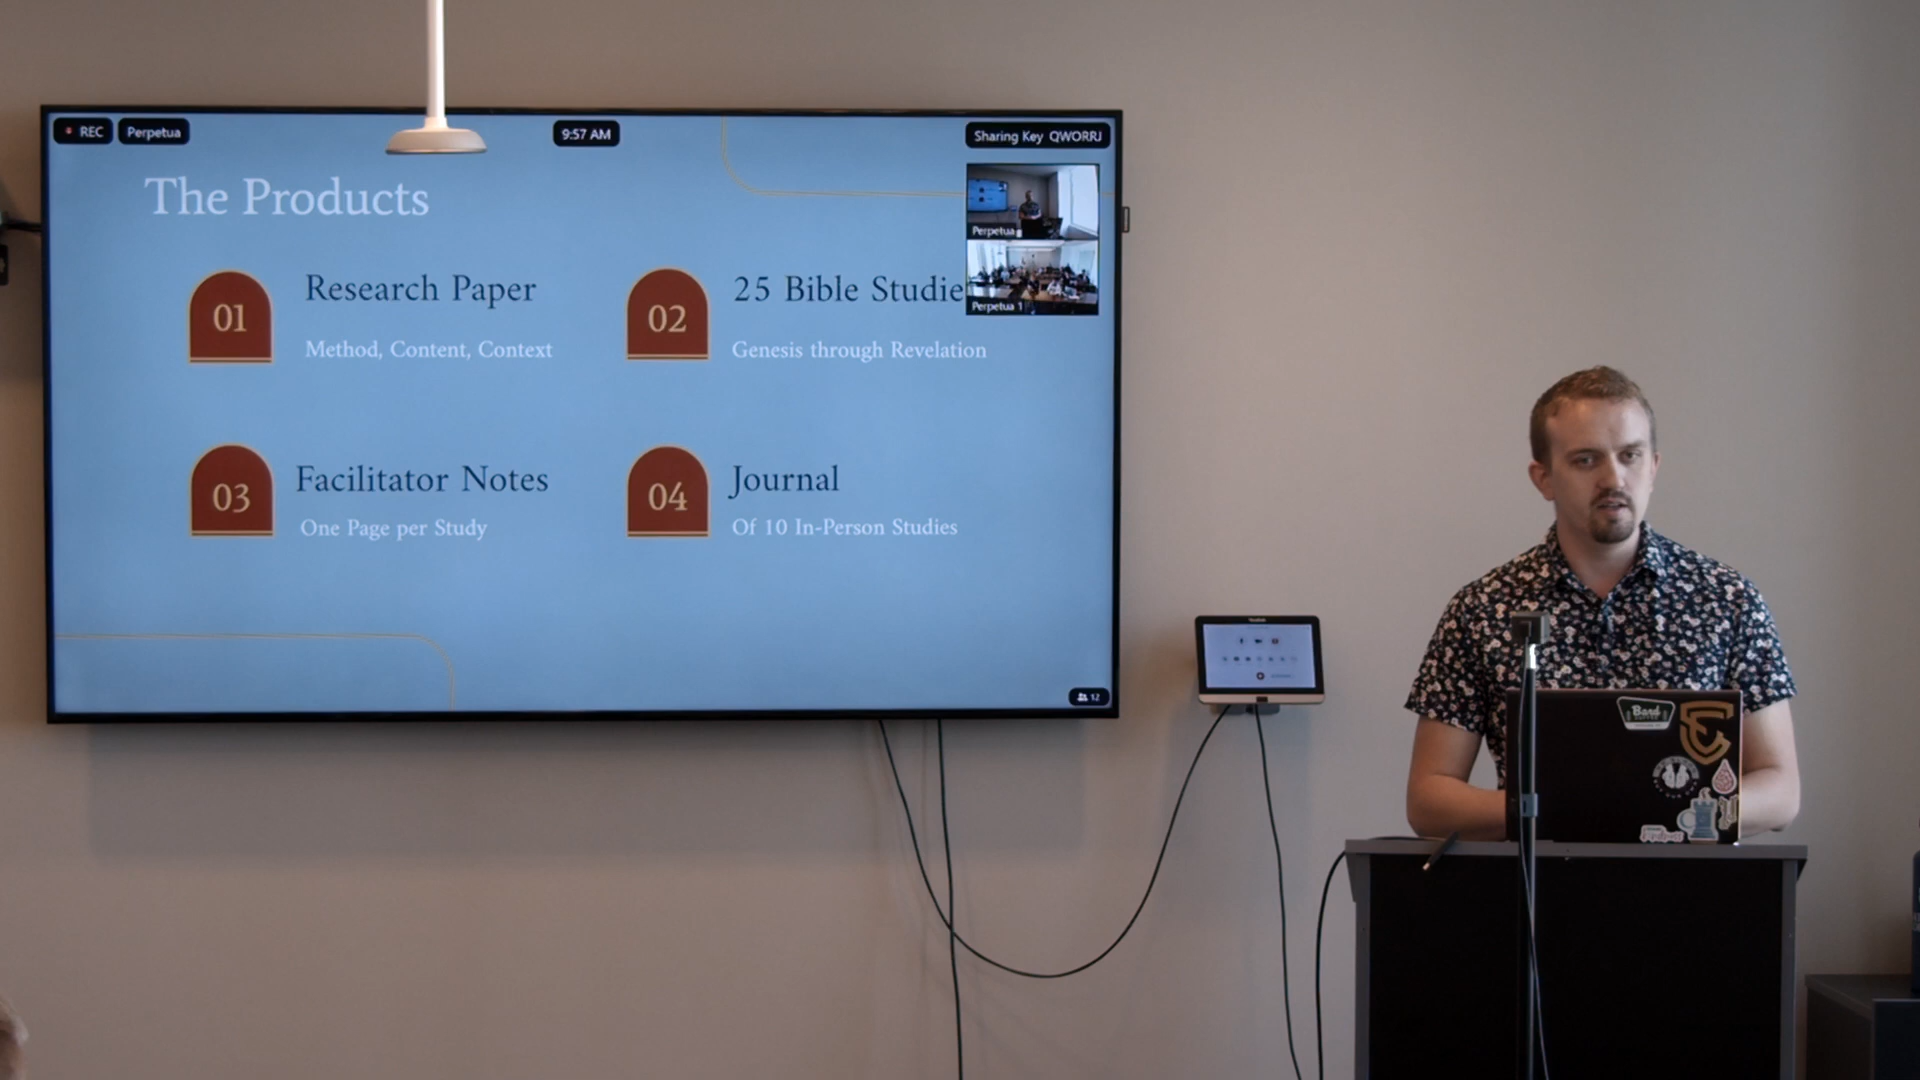 REC
Perpetua
9:57 AM
Sharing Key QWORRJ
The Products
Perpetua
Perpetua 1
01
Research Paper
Method, Content, Context
02
25 Bible Studie
Genesis through Revelation
03
Facilitator Notes
One Page per Study
04
Journal
Of 10 In-Person Studies
12
Bard